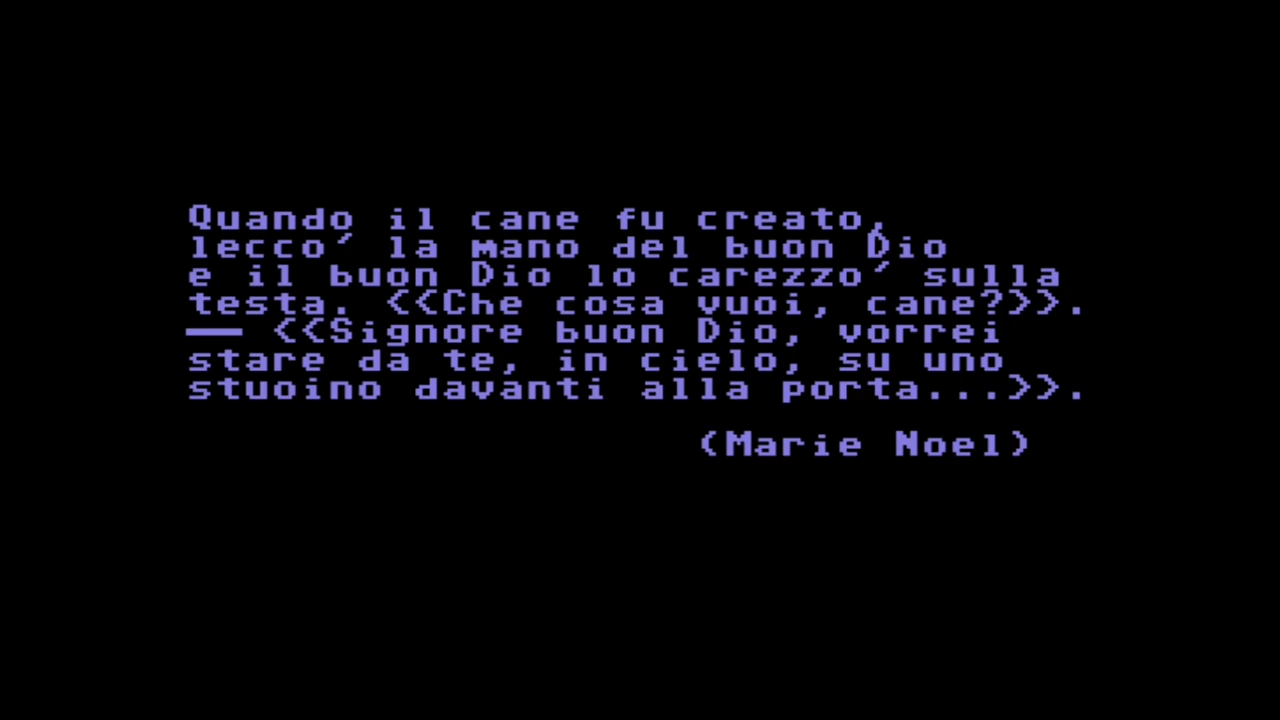 Quando il cane fu creato,
lecco' la mano del buon Dio
e il buon Dio lo carezzo' sulla
testa. <<Che cosa vuoi, cane?>>.
—— <<Signore buon Dio, vorrei
stare da te, in cielo, su uno
stuoino davanti alla porta...>>.
(Marie Noel)